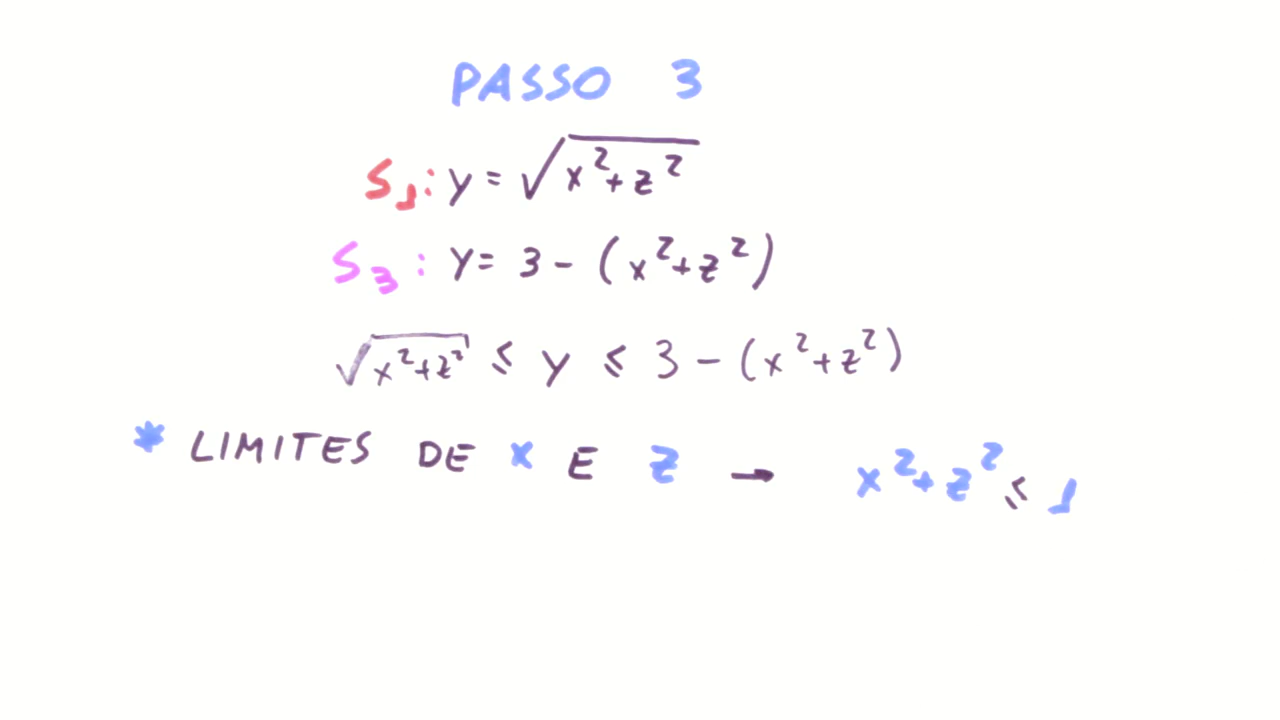 PASSO 3
S₁: y = √(x²+z²)
S₃: y = 3 - (x²+z²)
√(x²+z²) ≤ y ≤ 3 - (x²+z²)
* LIMITES DE X E Z → x²+z² ≤ 1